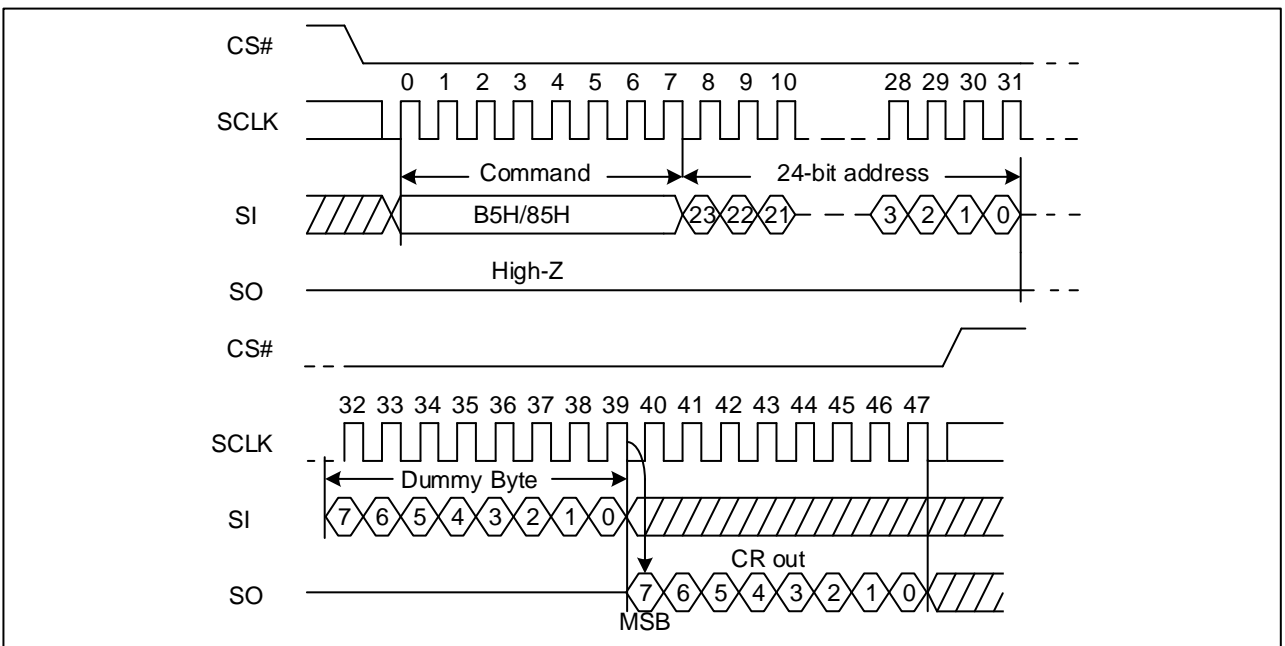 CS#
0 1 2 3 4 5 6 7 8 9 10 28 29 30 31
SCLK
Command 24-bit address
SI B5H/85H 23 22 21 3 2 1 0
High-Z
SO
CS#
32 33 34 35 36 37 38 39 40 41 42 43 44 45 46 47
SCLK
Dummy Byte
SI 7 6 5 4 3 2 1 0
CR out
SO 7 6 5 4 3 2 1 0
MSB